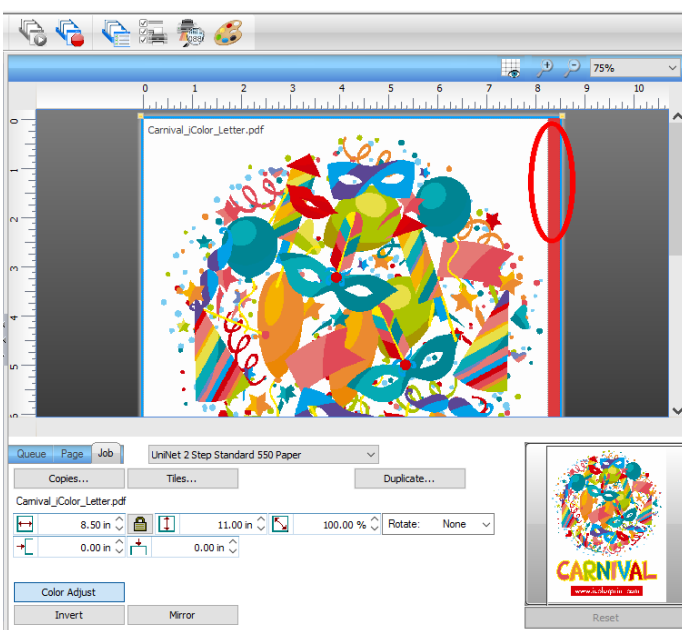 75%
0 1 2 3 4 5 6 7 8 9 10
0
1
2
3
4
5
6
Carnival_iColor_Letter.pdf
Queue Page Job UniNet 2 Step Standard 550 Paper
Copies... Tiles... Duplicate...
Carnival_iColor_Letter.pdf
8.50 in 11.00 in 100.00 % Rotate: None
0.00 in 0.00 in
Color Adjust
Invert Mirror
CARNIVAL
Reset